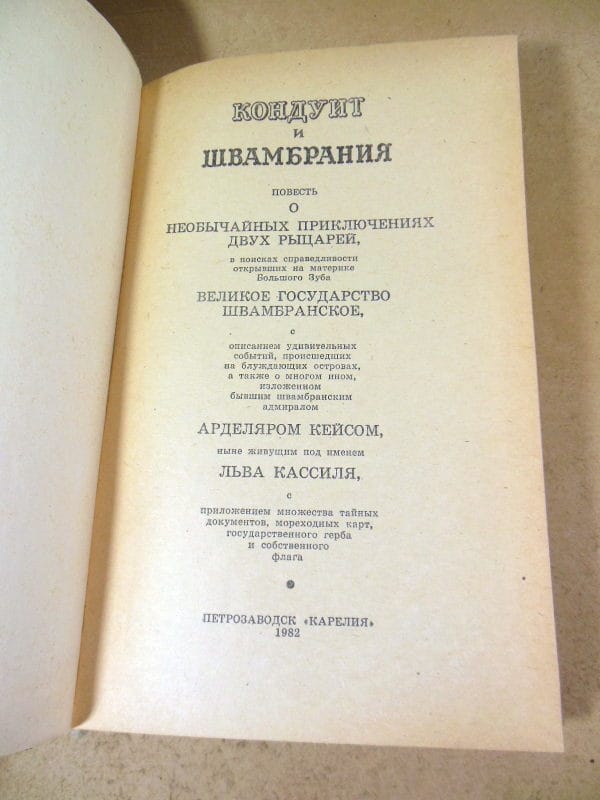 КОНДУИТ
И
ШВАМБРАНИЯ
ПОВЕСТЬ
О
НЕОБЫЧАЙНЫХ ПРИКЛЮЧЕНИЯХ
ДВУХ РЫЦАРЕЙ,
в поисках справедливости
открывших на материке
Большого Зуба
ВЕЛИКОЕ ГОСУДАРСТВО
ШВАМБРАНСКОЕ,
с
описанием удивительных
событий, происшедших
на блуждающих островах,
а также о многом ином,
изложенном
бывшим швамбранским
адмиралом
АРДЕЛЯРОМ КЕЙСОМ,
ныне живущим под именем
ЛЬВА КАССИЛЯ,
с
приложением множества тайных
документов, мореходных карт,
государственного герба
и собственного
флага
ПЕТРОЗАВОДСК «КАРЕЛИЯ»
1982